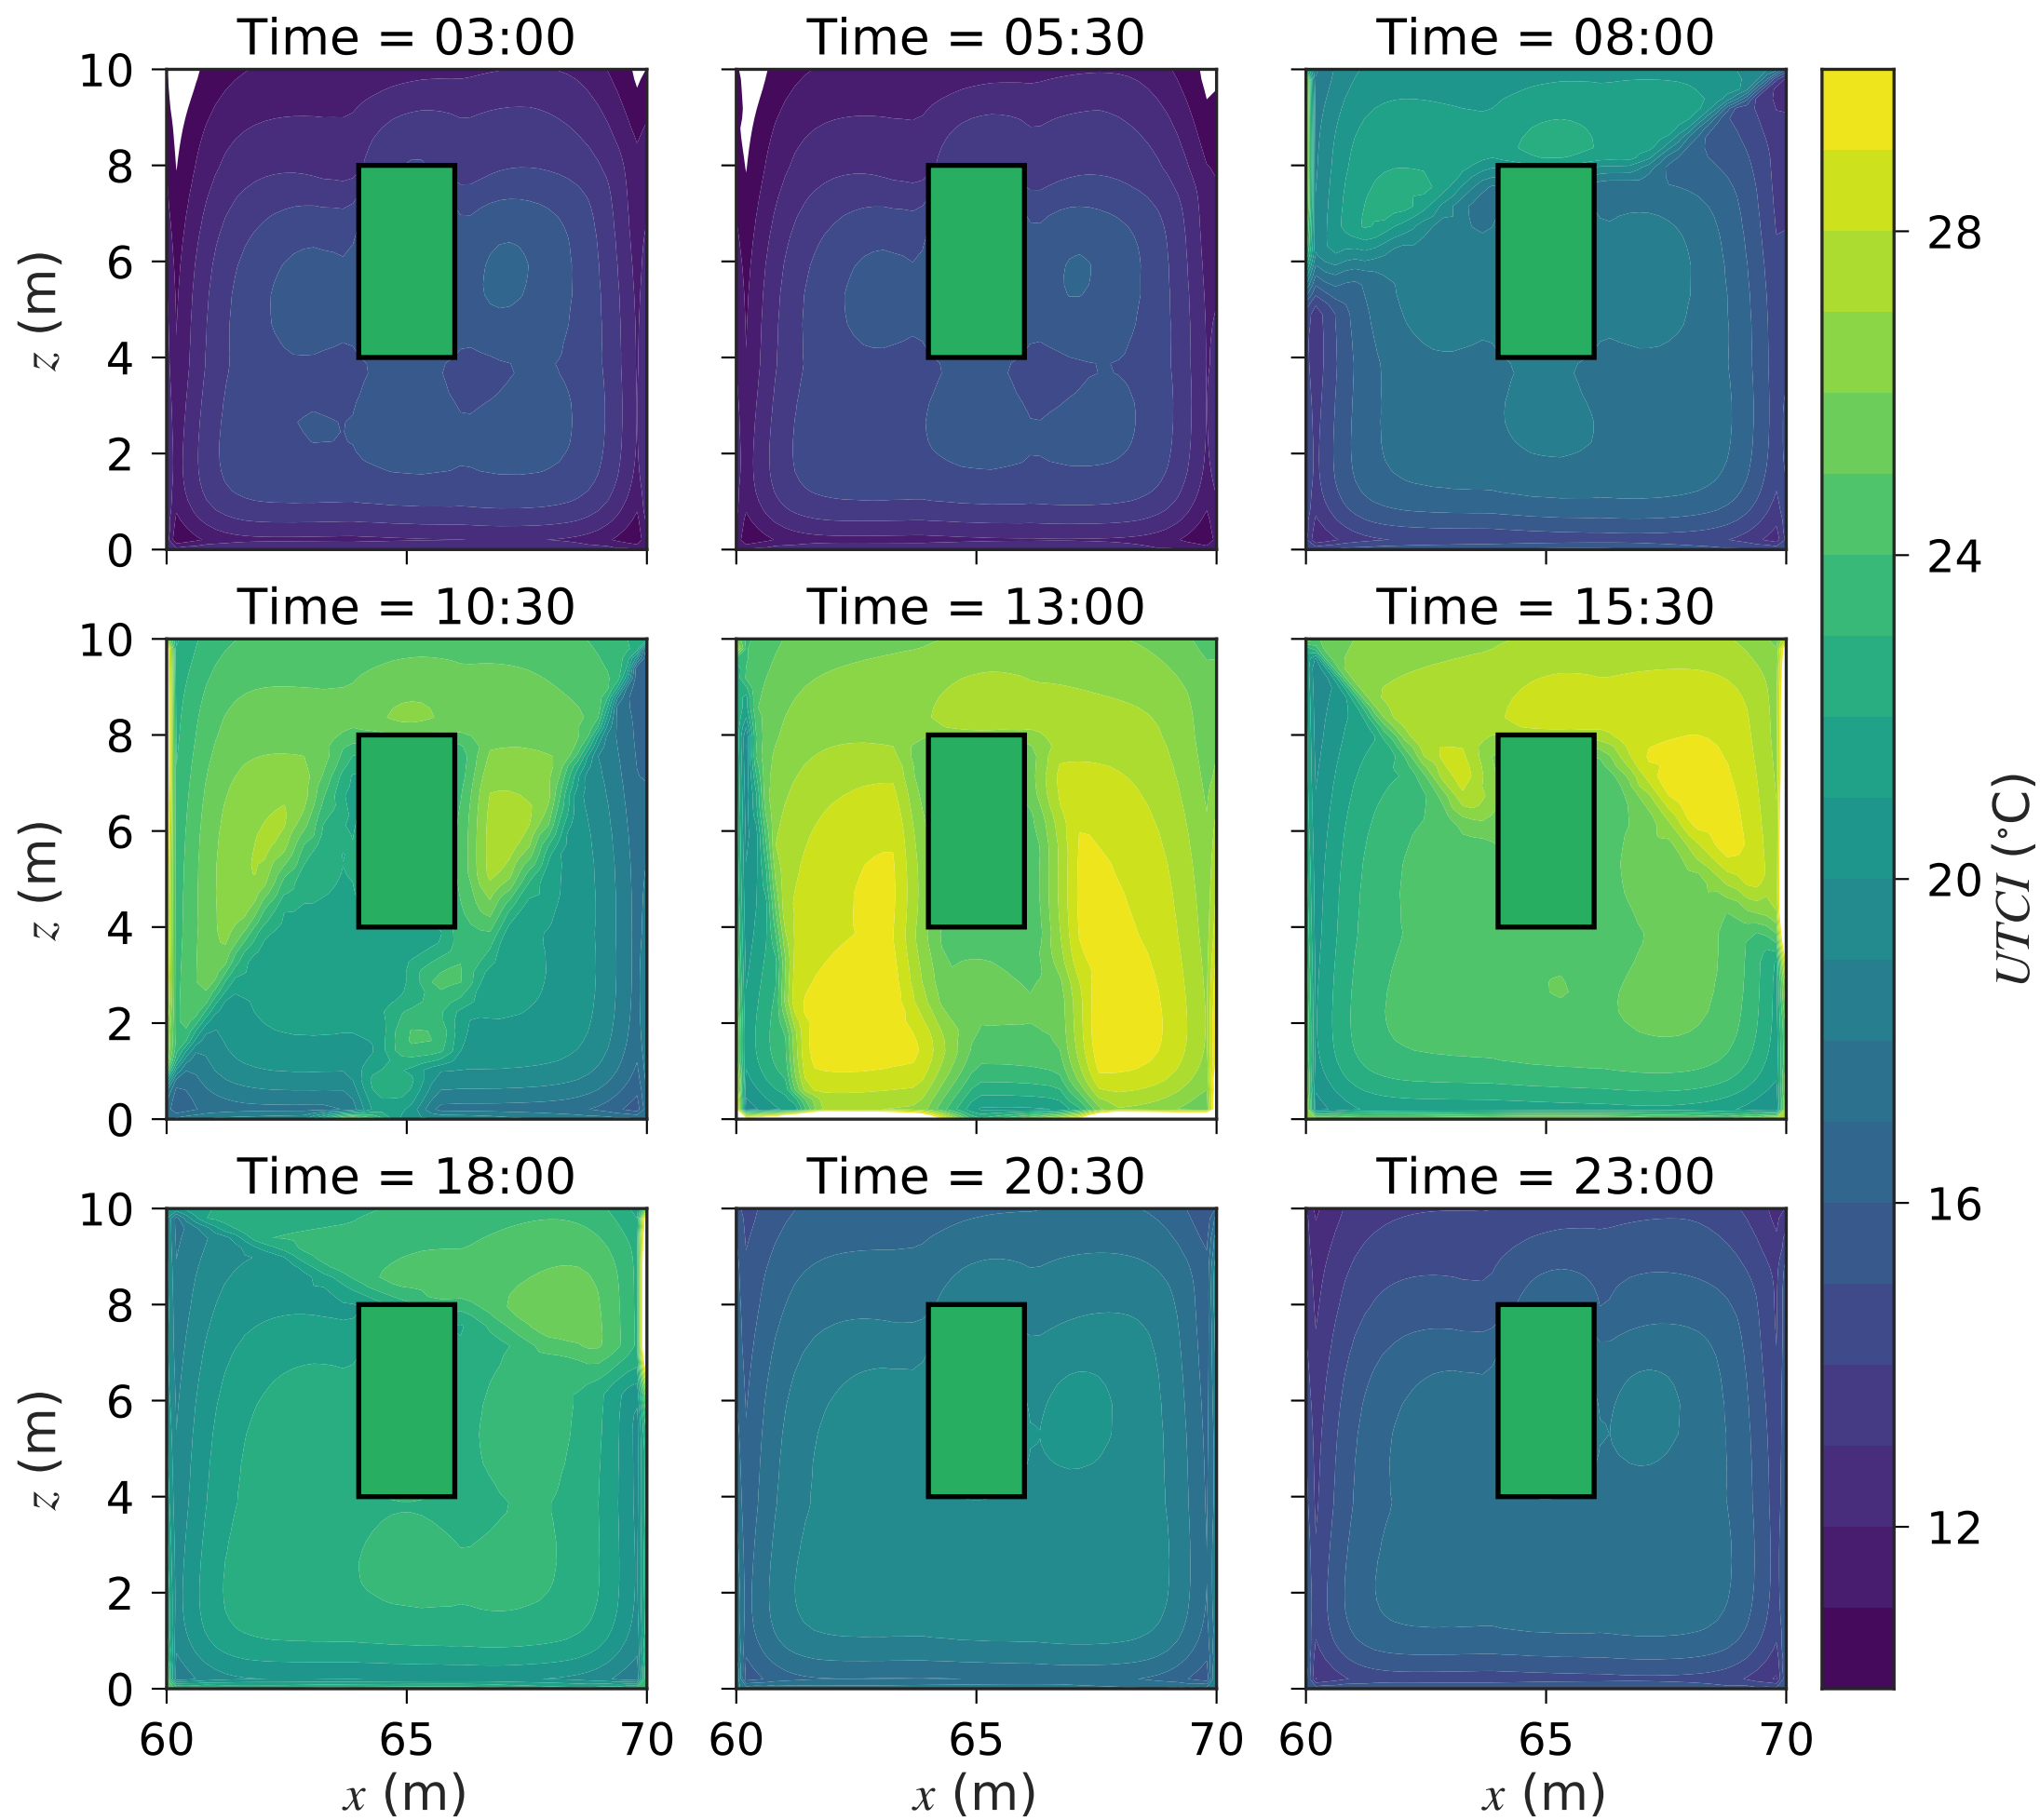 Time = 03:00 Time = 05:30 Time = 08:00
10
8
6
4
2
0
z (m)
Time = 10:30 Time = 13:00 Time = 15:30
10
8
6
4
2
0
z (m)
Time = 18:00 Time = 20:30 Time = 23:00
10
8
6
4
2
0
z (m)
60 65 70 60 65 70 60 65 70
x (m) x (m) x (m)
28
24
20
16
12
UTCI (°C)